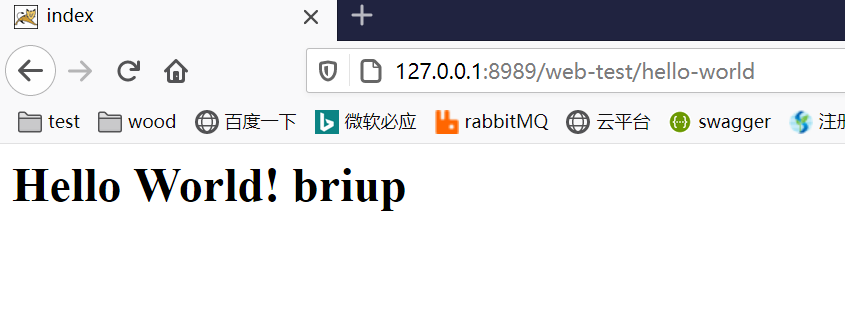 index
127.0.0.1:8989/web-test/hello-world
test wood 百度一下 微软必应 rabbitMQ 云平台 swagger 注册
Hello World! briup